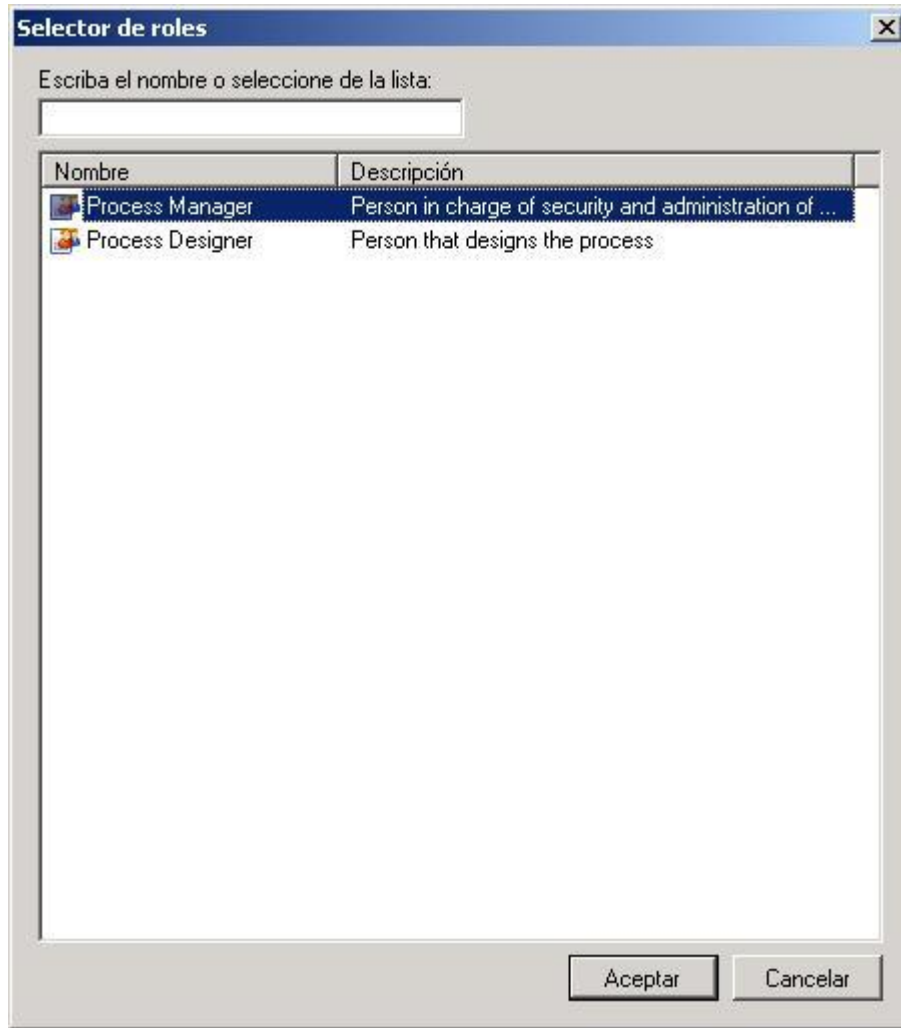 Selector de roles
Escriba el nombre o seleccione de la lista:
Nombre Descripción
Process Manager Person in charge of security and administration of ...
Process Designer Person that designs the process
Aceptar Cancelar